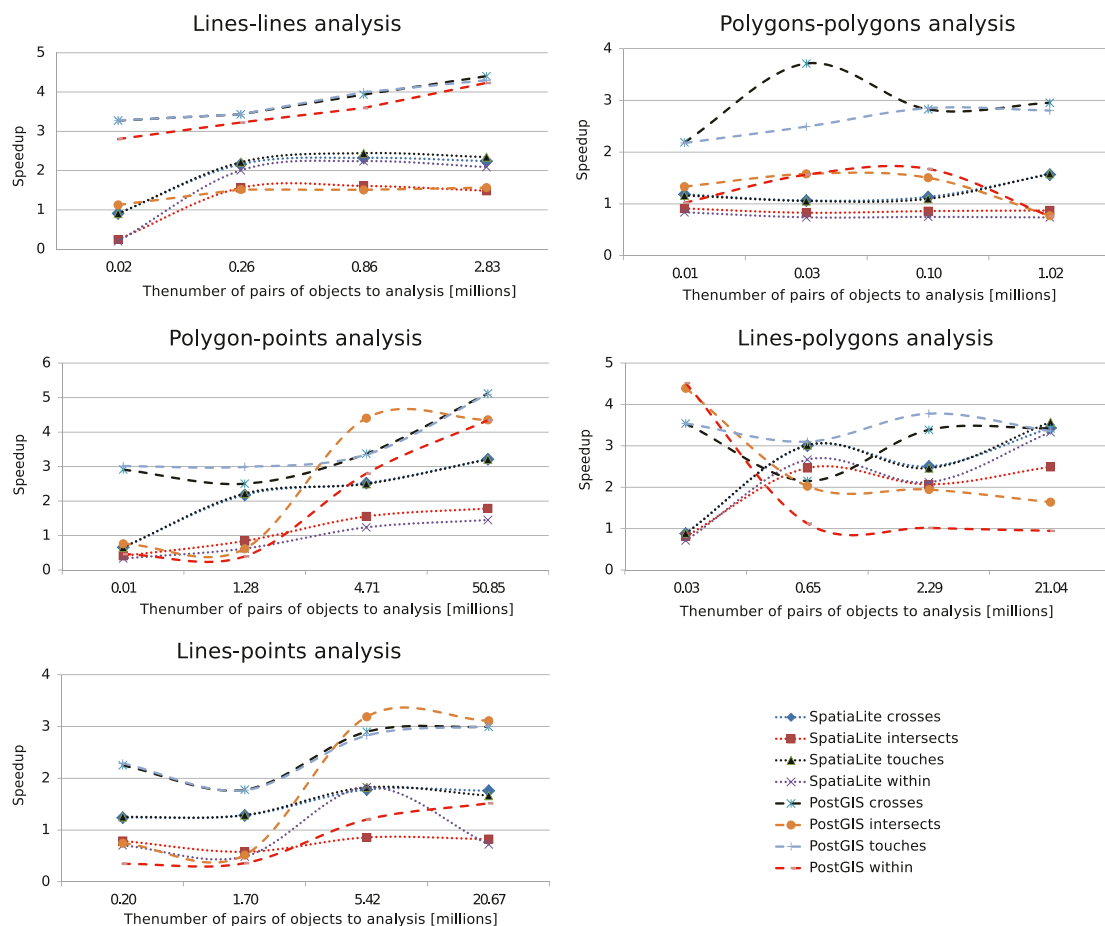 Lines-lines analysis
5
4
3
2
1
0
Speedup
0.02 0.26 0.86 2.83
Thenumber of pairs of objects to analysis [millions]
Polygons-polygons analysis
4
3
2
1
0
Speedup
0.01 0.03 0.10 1.02
Thenumber of pairs of objects to analysis [millions]
Polygon-points analysis
6
5
4
3
2
1
0
Speedup
0.01 1.28 4.71 50.85
Thenumber of pairs of objects to analysis [millions]
Lines-polygons analysis
5
4
3
2
1
0
Speedup
0.03 0.65 2.29 21.04
Thenumber of pairs of objects to analysis [millions]
Lines-points analysis
4
3
2
1
0
Speedup
0.20 1.70 5.42 20.67
Thenumber of pairs of objects to analysis [millions]
SpatiaLite crosses
SpatiaLite intersects
SpatiaLite touches
SpatiaLite within
PostGIS crosses
PostGIS intersects
PostGIS touches
PostGIS within